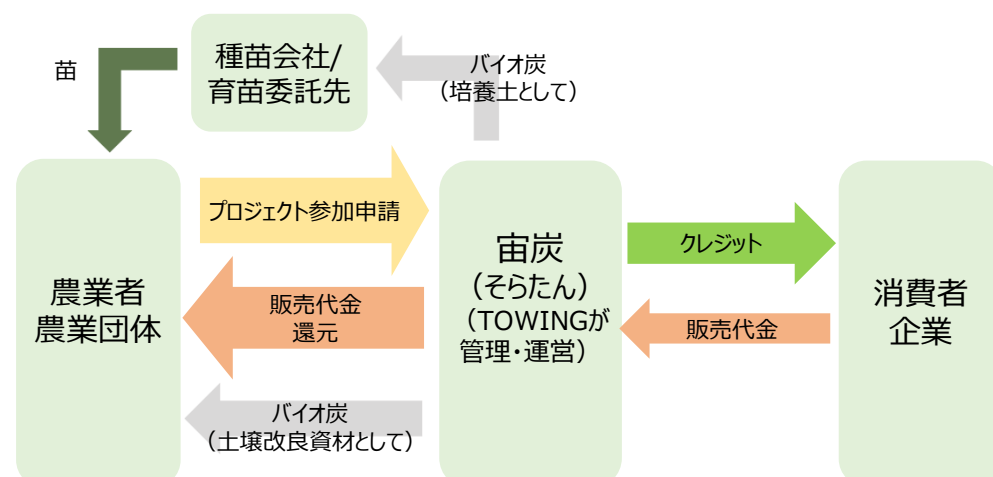 種苗会社/
育苗委託先
苗
バイオ炭
（培養土として）
農業者
農業団体
プロジェクト参加申請
販売代金
還元
バイオ炭
（土壌改良資材として）
宙炭
（そらたん）
（TOWINGが
管理・運営）
クレジット
販売代金
消費者
企業